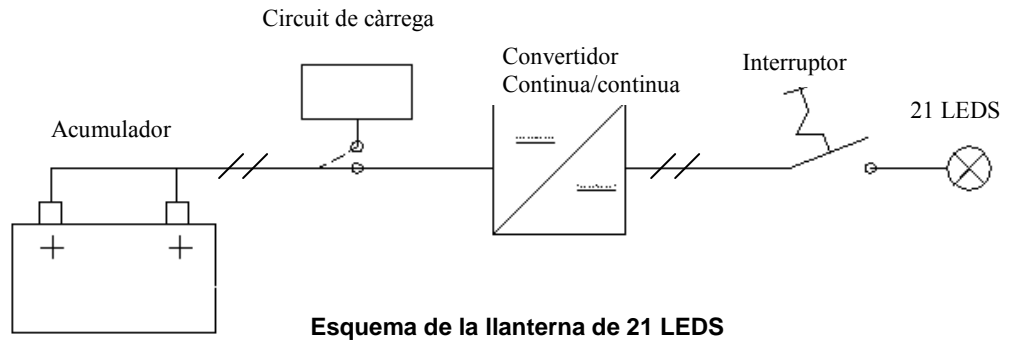 Circuit de càrrega
Convertidor
Continua/continua
Interruptor
21 LEDS
Acumulador
+ +
Esquema de la llanterna de 21 LEDS